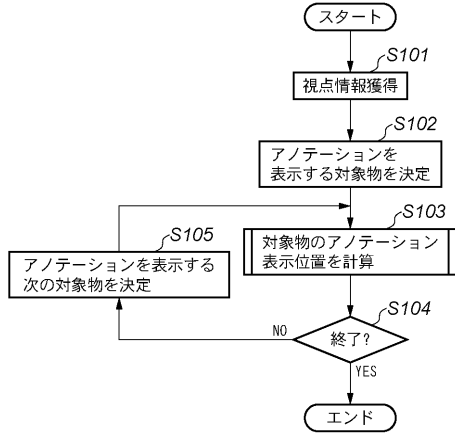 スタート
S101
視点情報獲得
S102
アノテーションを
表示する対象物を決定
S103
対象物のアノテーション
表示位置を計算
S105
アノテーションを表示する
次の対象物を決定
S104
終了?
NO
YES
エンド